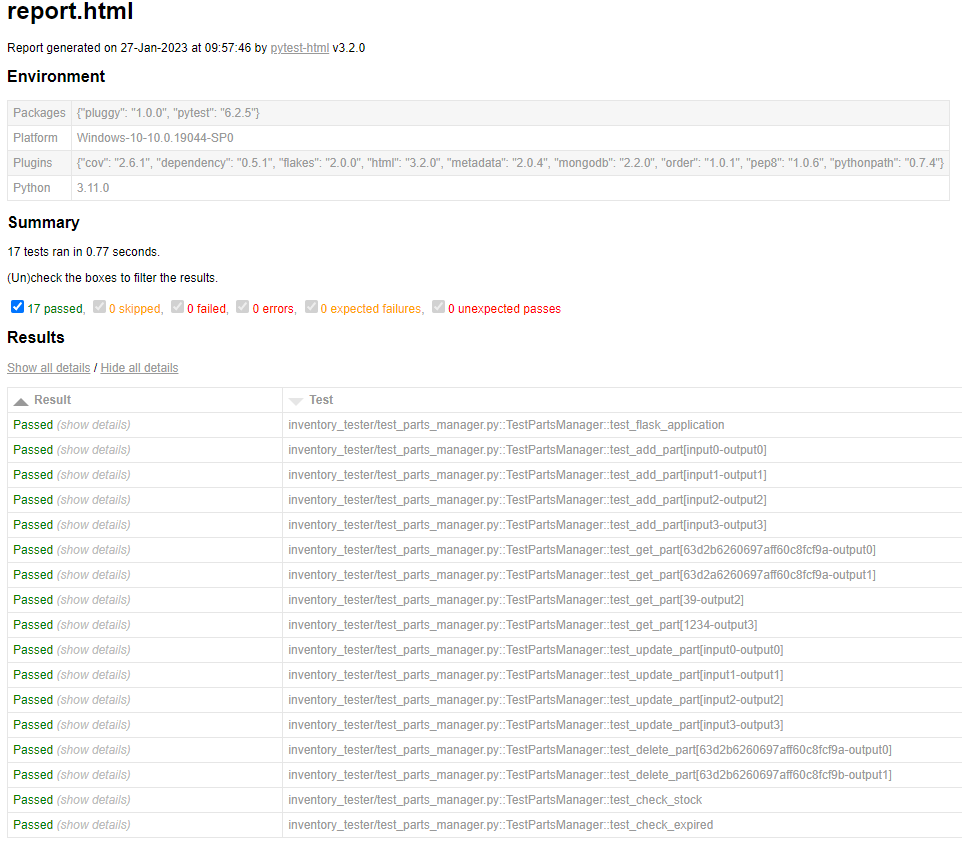 report.html
Report generated on 27-Jan-2023 at 09:57:46 by pytest-html v3.2.0
Environment
Packages {"pluggy": "1.0.0", "pytest": "6.2.5"}
Platform Windows-10-10.0.19044-SP0
Plugins {"cov": "2.6.1", "dependency": "0.5.1", "flakes": "2.0.0", "html": "3.2.0", "metadata": "2.0.4", "mongodb": "2.2.0", "order": "1.0.1", "pep8": "1.0.6", "pythonpath": "0.7.4"}
Python 3.11.0
Summary
17 tests ran in 0.77 seconds.
(Un)check the boxes to filter the results.
17 passed, 0 skipped, 0 failed, 0 errors, 0 expected failures, 0 unexpected passes
Results
Show all details / Hide all details
Result Test
Passed (show details) inventory_tester/test_parts_manager.py::TestPartsManager::test_flask_application
Passed (show details) inventory_tester/test_parts_manager.py::TestPartsManager::test_add_part[input0-output0]
Passed (show details) inventory_tester/test_parts_manager.py::TestPartsManager::test_add_part[input1-output1]
Passed (show details) inventory_tester/test_parts_manager.py::TestPartsManager::test_add_part[input2-output2]
Passed (show details) inventory_tester/test_parts_manager.py::TestPartsManager::test_add_part[input3-output3]
Passed (show details) inventory_tester/test_parts_manager.py::TestPartsManager::test_get_part[63d2b6260697aff60c8fcf9a-output0]
Passed (show details) inventory_tester/test_parts_manager.py::TestPartsManager::test_get_part[63d2a6260697aff60c8fcf9a-output1]
Passed (show details) inventory_tester/test_parts_manager.py::TestPartsManager::test_get_part[39-output2]
Passed (show details) inventory_tester/test_parts_manager.py::TestPartsManager::test_get_part[1234-output3]
Passed (show details) inventory_tester/test_parts_manager.py::TestPartsManager::test_update_part[input0-output0]
Passed (show details) inventory_tester/test_parts_manager.py::TestPartsManager::test_update_part[input1-output1]
Passed (show details) inventory_tester/test_parts_manager.py::TestPartsManager::test_update_part[input2-output2]
Passed (show details) inventory_tester/test_parts_manager.py::TestPartsManager::test_update_part[input3-output3]
Passed (show details) inventory_tester/test_parts_manager.py::TestPartsManager::test_delete_part[63d2b6260697aff60c8fcf9a-output0]
Passed (show details) inventory_tester/test_parts_manager.py::TestPartsManager::test_delete_part[63d2b6260697aff60c8fcf9b-output1]
Passed (show details) inventory_tester/test_parts_manager.py::TestPartsManager::test_check_stock
Passed (show details) inventory_tester/test_parts_manager.py::TestPartsManager::test_check_expired